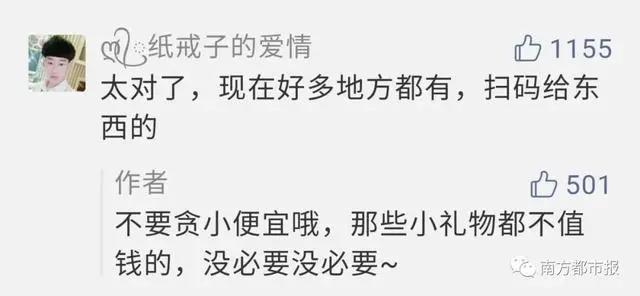 纸戒子的爱情
1155
太对了，现在好多地方都有，扫码给东
西的
作者
501
不要贪小便宜哦，那些小礼物都不值
钱的，没必要没必要~
南方都市报